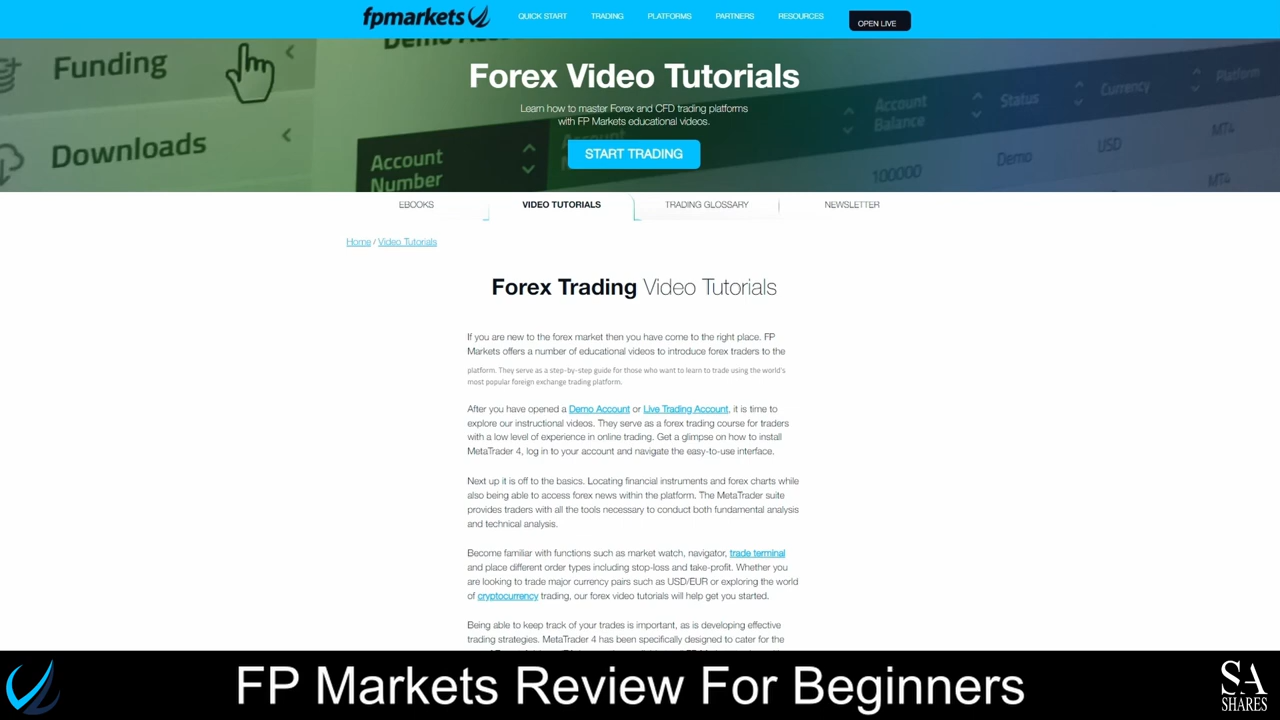 fpmarkets
QUICK START
TRADING
PLATFORMS
PARTNERS
RESOURCES
OPEN LIVE
Funding
Downloads
Demo
Account
Number
Account
Account
Balance
Status
Currency
Platform
100000
Demo
USD
MT4
MT4
Forex Video Tutorials
Learn how to master Forex and CFD trading platforms
with FP Markets educational videos.
START TRADING
EBOOKS
VIDEO TUTORIALS
TRADING GLOSSARY
NEWSLETTER
Home / Video Tutorials
Forex Trading Video Tutorials
If you are new to the forex market then you have come to the right place. FP
Markets offers a number of educational videos to introduce forex traders to the
platform. They serve as a step-by-step guide for those who want to learn to trade using the world's
most popular foreign exchange trading platform.
After you have opened a Demo Account or Live Trading Account, it is time to
explore our instructional videos. They serve as a forex trading course for traders
with a low level of experience in online trading. Get a glimpse on how to install
MetaTrader 4, log in to your account and navigate the easy-to-use interface.
Next up it is off to the basics. Locating financial instruments and forex charts while
also being able to access forex news within the platform. The MetaTrader suite
provides traders with all the tools necessary to conduct both fundamental analysis
and technical analysis.
Become familiar with functions such as market watch, navigator, trade terminal
and place different order types including stop-loss and take-profit. Whether you
are looking to trade major currency pairs such as USD/EUR or exploring the world
of cryptocurrency trading, our forex video tutorials will help get you started.
Being able to keep track of your trades is important, as is developing effective
trading strategies. MetaTrader 4 has been specifically designed to cater for the
FP Markets Review For Beginners
SA
SHARES